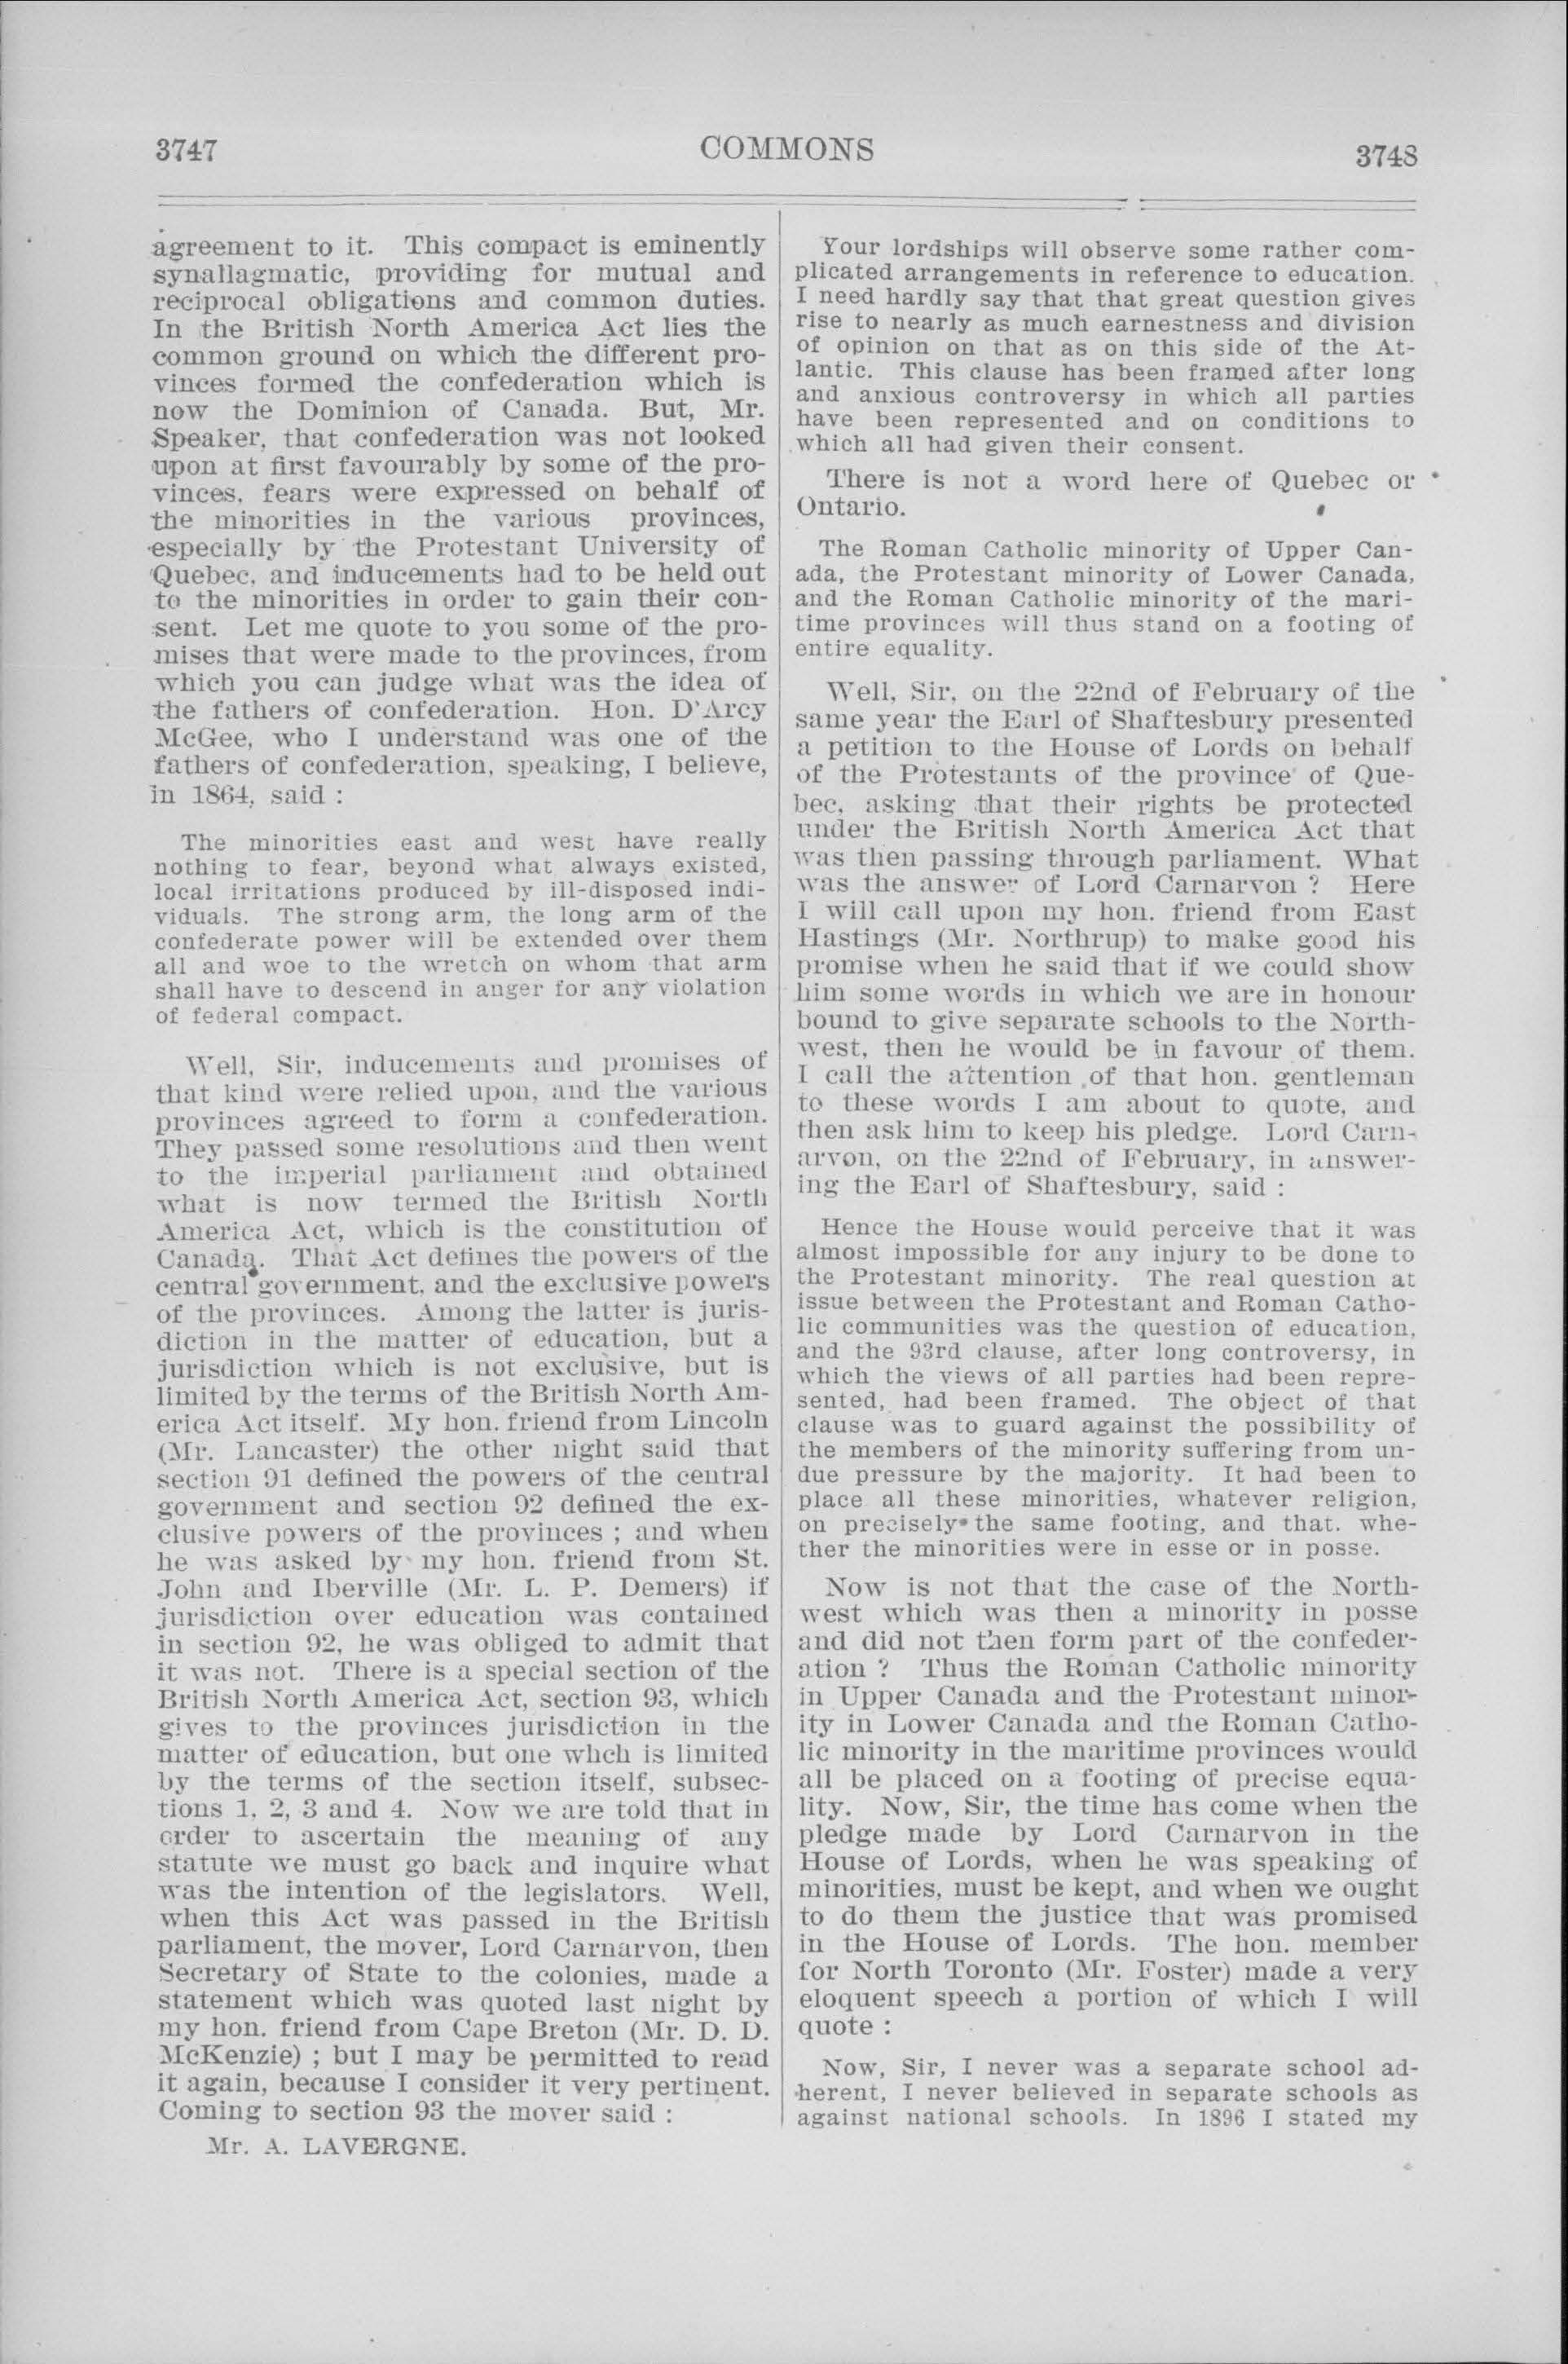 3747
COMMONS
3748
agreement to it. This compact is eminently
synallagmatic, providing for mutual and
reciprocal obligations and common duties.
In the British North America Act lies the
common ground on which the different pro-
vinces formed the confederation which is
now the Dominion of Canada. But, Mr.
Speaker, that confederation was not looked
upon at first favourably by some of the pro-
vinces, fears were expressed on behalf of
the minorities in the various provinces,
especially by the Protestant University of
Quebec, and inducements had to be held out
to the minorities in order to gain their con-
sent. Let me quote to you some of the pro-
mises that were made to the provinces, from
which you can judge what was the idea of
the fathers of confederation. Hon. D'Arcy
McGee, who I understand was one of the
fathers of confederation, speaking, I believe,
in 1864, said :
The minorities east and west have really
nothing to fear, beyond what always existed,
local irritations produced by ill-disposed indi-
viduals. The strong arm, the long arm of the
confederate power will be extended over them
all and woe to the wretch on whom that arm
shall have to descend in anger for any violation
of federal compact.
Well, Sir, inducements and promises of
that kind were relied upon, and the various
provinces agreed to form a confederation.
They passed some resolutions and then went
to the imperial parliament and obtained
what is now termed the British North
America Act, which is the constitution of
Canada. That Act defines the powers of the
central government, and the exclusive powers
of the provinces. Among the latter is juris-
diction in the matter of education, but a
jurisdiction which is not exclusive, but is
limited by the terms of the British North Am-
erica Act itself. My hon. friend from Lincoln
(Mr. Lancaster) the other night said that
section 91 defined the powers of the central
government and section 92 defined the ex-
clusive powers of the provinces ; and when
he was asked by my hon. friend from St.
John and Iberville (Mr. L. P. Demers) if
jurisdiction over education was contained
in section 92, he was obliged to admit that
it was not. There is a special section of the
British North America Act, section 93, which
gives to the provinces jurisdiction in the
matter of education, but one whch is limited
by the terms of the section itself, subsec-
tions 1, 2, 3 and 4. Now we are told that in
order to ascertain the meaning of any
statute we must go back and inquire what
was the intention of the legislators. Well,
when this Act was passed in the British
parliament, the mover, Lord Carnarvon, then
Secretary of State to the colonies, made a
statement which was quoted last night by
my hon. friend from Cape Breton (Mr. D. D.
McKenzie) ; but I may be permitted to read
it again, because I consider it very pertinent.
Coming to section 93 the mover said :
Mr. A. LAVERGNE.
Your lordships will observe some rather com-
plicated arrangements in reference to education.
I need hardly say that that great question gives
rise to nearly as much earnestness and division
of opinion on that as on this side of the At-
lantic. This clause has been framed after long
and anxious controversy in which all parties
have been represented and on conditions to
which all had given their consent.
There is not a word here of Quebec or
Ontario.
The Roman Catholic minority of Upper Can-
ada, the Protestant minority of Lower Canada,
and the Roman Catholic minority of the mari-
time provinces will thus stand on a footing of
entire equality.
Well, Sir, on the 22nd of February of the
same year the Earl of Shaftesbury presented
a petition to the House of Lords on behalf
of the Protestants of the province of Que-
bec, asking that their rights be protected
under the British North America Act that
was then passing through parliament. What
was the answer of Lord Carnarvon ? Here
I will call upon my hon. friend from East
Hastings (Mr. Northrup) to make good his
promise when he said that if we could show
him some words in which we are in honour
bound to give separate schools to the North-
west, then he would be in favour of them.
I call the attention of that hon. gentleman
to these words I am about to quote, and
then ask him to keep his pledge. Lord Carn-
arvon, on the 22nd of February, in answer-
ing the Earl of Shaftesbury, said :
Hence the House would perceive that it was
almost impossible for any injury to be done to
the Protestant minority. The real question at
issue between the Protestant and Roman Catho-
lic communities was the question of education,
and the 93rd clause, after long controversy, in
which the views of all parties had been repre-
sented, had been framed. The object of that
clause was to guard against the possibility of
the members of the minority suffering from un-
due pressure by the majority. It had been to
place all these minorities, whatever religion,
on precisely the same footing, and that. whe-
ther the minorities were in esse or in posse.
Now is not that the case of the North-
west which was then a minority in posse
and did not then form part of the confeder-
ation ? Thus the Roman Catholic minority
in Upper Canada and the Protestant minor-
ity in Lower Canada and the Roman Catho-
lic minority in the maritime provinces would
all be placed on a footing of precise equa-
lity. Now, Sir, the time has come when the
pledge made by Lord Carnarvon in the
House of Lords, when he was speaking of
minorities, must be kept, and when we ought
to do them the justice that was promised
in the House of Lords. The hon. member
for North Toronto (Mr. Foster) made a very
eloquent speech a portion of which I will
quote :
Now, Sir, I never was a separate school ad-
herent, I never believed in separate schools as
against national schools. In 1896 I stated my